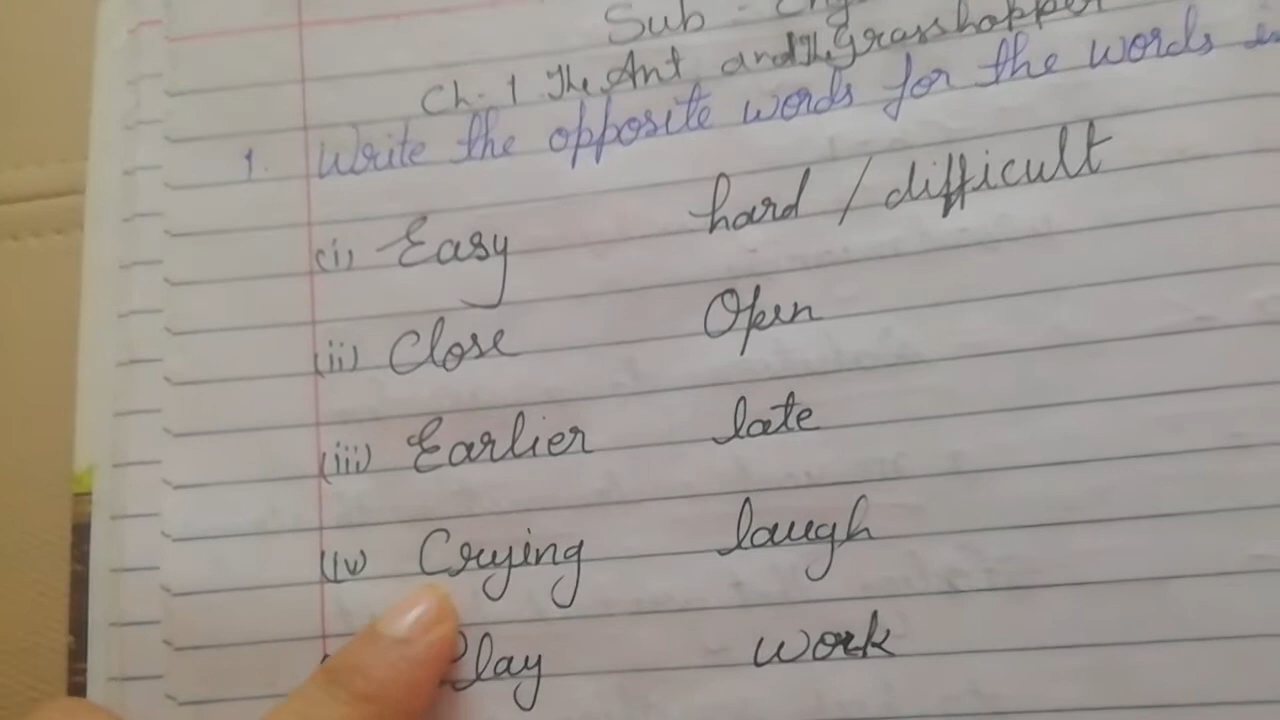 Sub - Eng
Ch. 1 The Ant and The Grasshopper
1. Write the opposite words for the words
(i) Easy hard / difficult
(ii) Close Open
(iii) Earlier late
(iv) Crying laugh
Play work